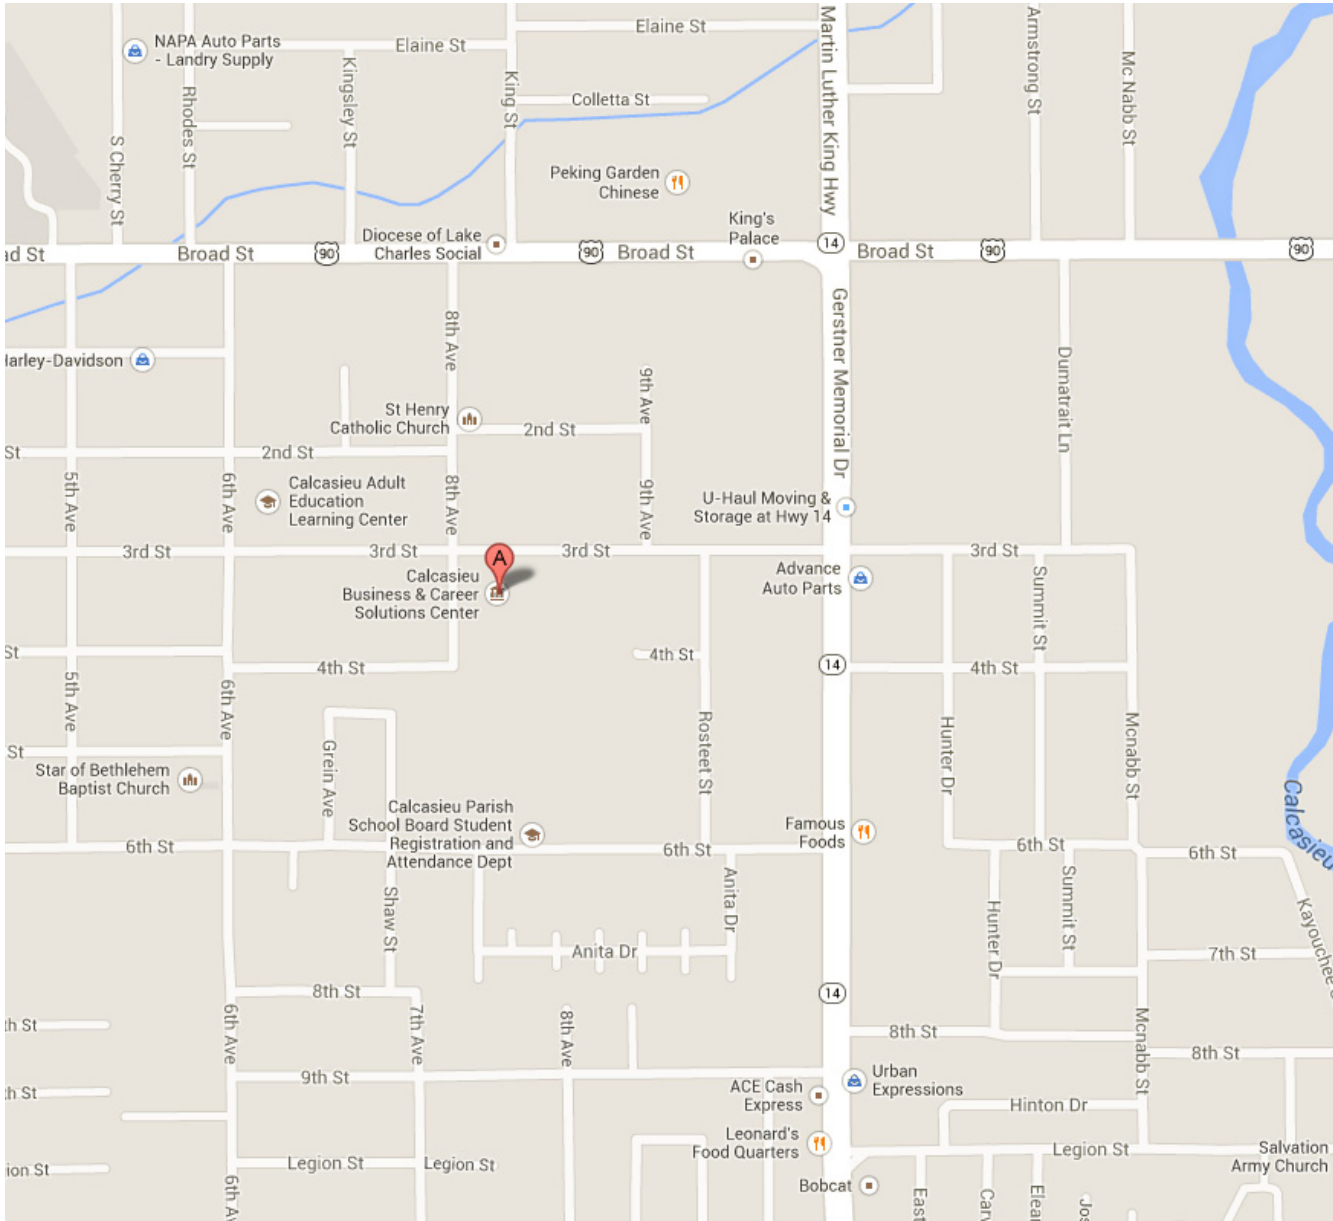 Elaine St
Martin Luther King Hwy
Armstrong St
NAPA Auto Parts
- Landry Supply
Elaine St
Mc Nabb St
Kingsley St
King St
Rhodes St
Colletta St
S Cherry St
Peking Garden
Chinese
King's
Palace
Diocese of Lake
Charles Social
14
ad St
Broad St
90
90
Broad St
Broad St
90
90
Gerstner Memorial Dr
8th Ave
Dumatrait Ln
Harley-Davidson
9th Ave
St Henry
Catholic Church
2nd St
St
2nd St
5th Ave
6th Ave
Calcasieu Adult
Education
Learning Center
8th Ave
9th Ave
U-Haul Moving &
Storage at Hwy 14
3rd St
3rd St
3rd St
3rd St
A
Calcasieu
Business & Career
Solutions Center
Advance
Auto Parts
Summit St
St
4th St
4th St
14
4th St
5th Ave
6th Ave
Rosteet St
Hunter Dr
Mcnabb St
St
Grein Ave
Star of Bethlehem
Baptist Church
Calcasieu Parish
School Board Student
Registration and
Attendance Dept
Famous
Foods
Calcasieu
6th St
6th St
6th St
6th St
Shaw St
Anita Dr
Hunter Dr
Summit St
Kayouchee
Anita Dr
7th St
8th St
14
6th Ave
7th Ave
8th Ave
Mcnabb St
th St
8th St
8th St
9th St
Urban
Expressions
th St
ACE Cash
Express
Hinton Dr
Leonard's
Food Quarters
Legion St
Salvation
Army Church
ion St
Legion St
Legion St
Bobcat
6th Av
East
Carv
Elea
Jos